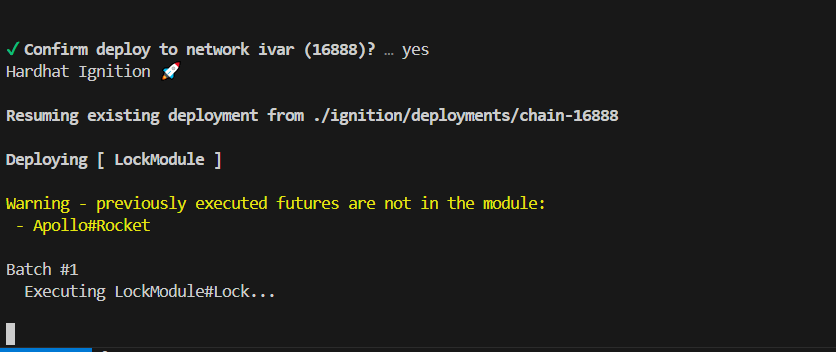 ✔ Confirm deploy to network ivar (16888)? … yes
Hardhat Ignition 🚀
Resuming existing deployment from ./ignition/deployments/chain-16888
Deploying [ LockModule ]
Warning - previously executed futures are not in the module:
- Apollo#Rocket
Batch #1
Executing LockModule#Lock...